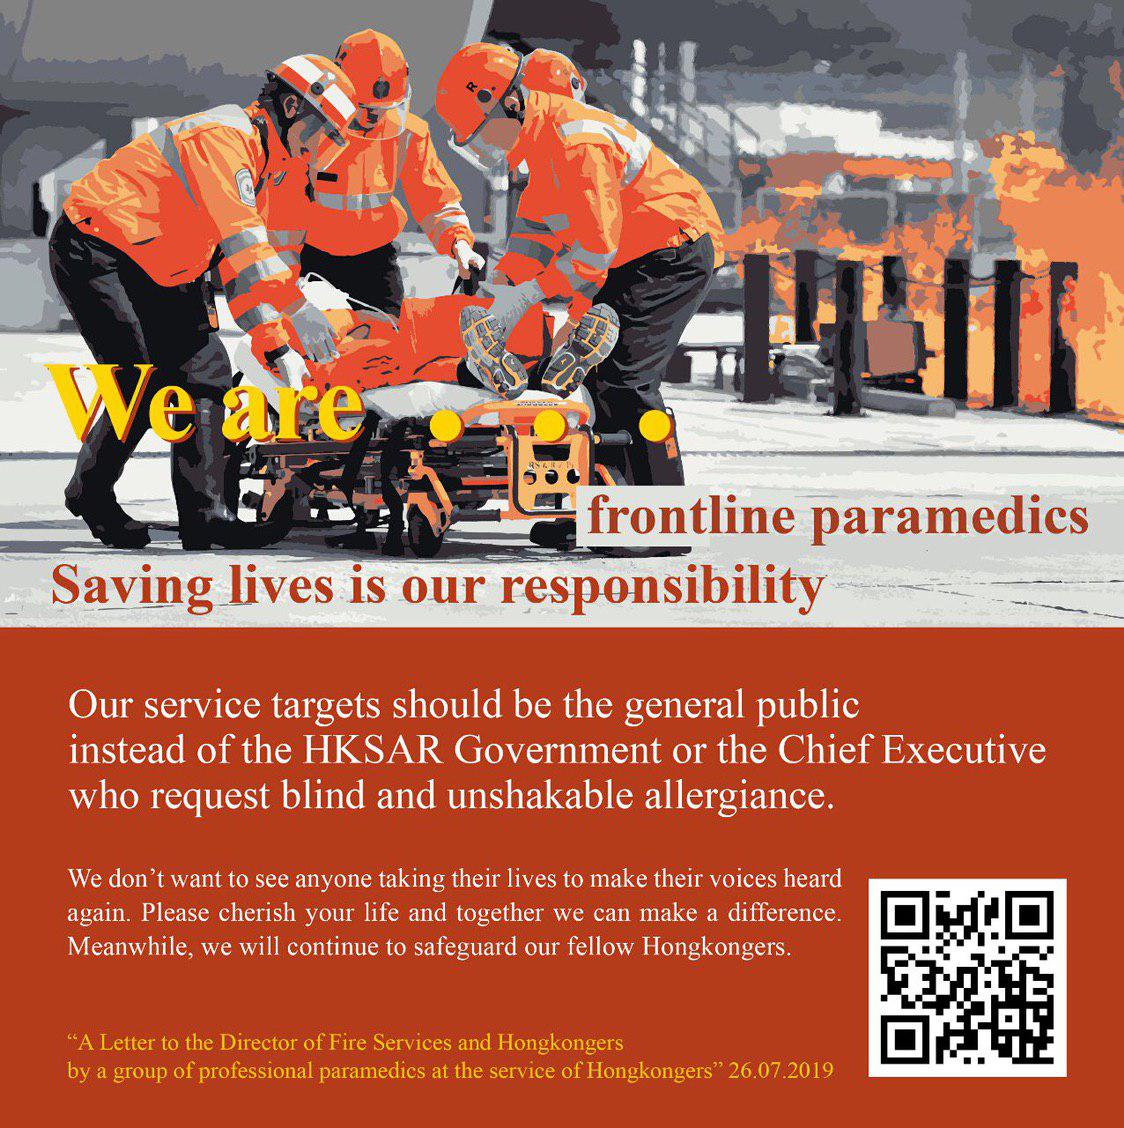 We are . . .
frontline paramedics
Saving lives is our responsibility
Our service targets should be the general public
instead of the HKSAR Government or the Chief Executive
who request blind and unshakable allergiance.
We don’t want to see anyone taking their lives to make their voices heard
again. Please cherish your life and together we can make a difference.
Meanwhile, we will continue to safeguard our fellow Hongkongers.
“A Letter to the Director of Fire Services and Hongkongers
by a group of professional paramedics at the service of Hongkongers” 26.07.2019